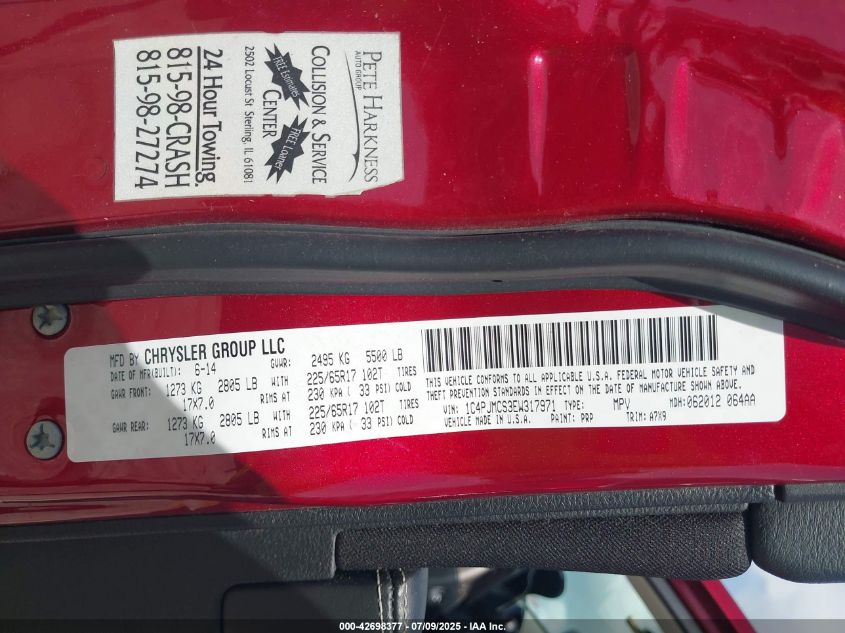 PETE HARKNESS
AUTO GROUP
COLLISION & SERVICE
CENTER
FREE Estimates
FREE Loaner
2502 Locust St Sterling, IL 61081
24 Hour Towing
815-98-CRASH
815-98-27274
MFD BY CHRYSLER GROUP LLC
DATE OF MFR(BUILT): 6-14
GVWR: 2495 KG 5500 LB
GAWR FRONT: 1273 KG 2805 LB WITH 225/65R17 102T TIRES
17X7.0 RIMS AT 230 KPA ( 33 PSI) COLD
GAWR REAR: 1273 KG 2805 LB WITH 225/65R17 102T TIRES
17X7.0 RIMS AT 230 KPA ( 33 PSI) COLD
THIS VEHICLE CONFORMS TO ALL APPLICABLE U.S.A. FEDERAL MOTOR VEHICLE SAFETY AND
THEFT PREVENTION STANDARDS IN EFFECT ON THE DATE OF MANUFACTURE SHOWN ABOVE.
VIN: 1C4PJMCS3EW317971 TYPE: MPV MDH:062012 064AA
VEHICLE MADE IN U.S.A. PAINT: PRP TRIM: A7X9
000-42698377 - 07/09/2025 - IAA Inc.